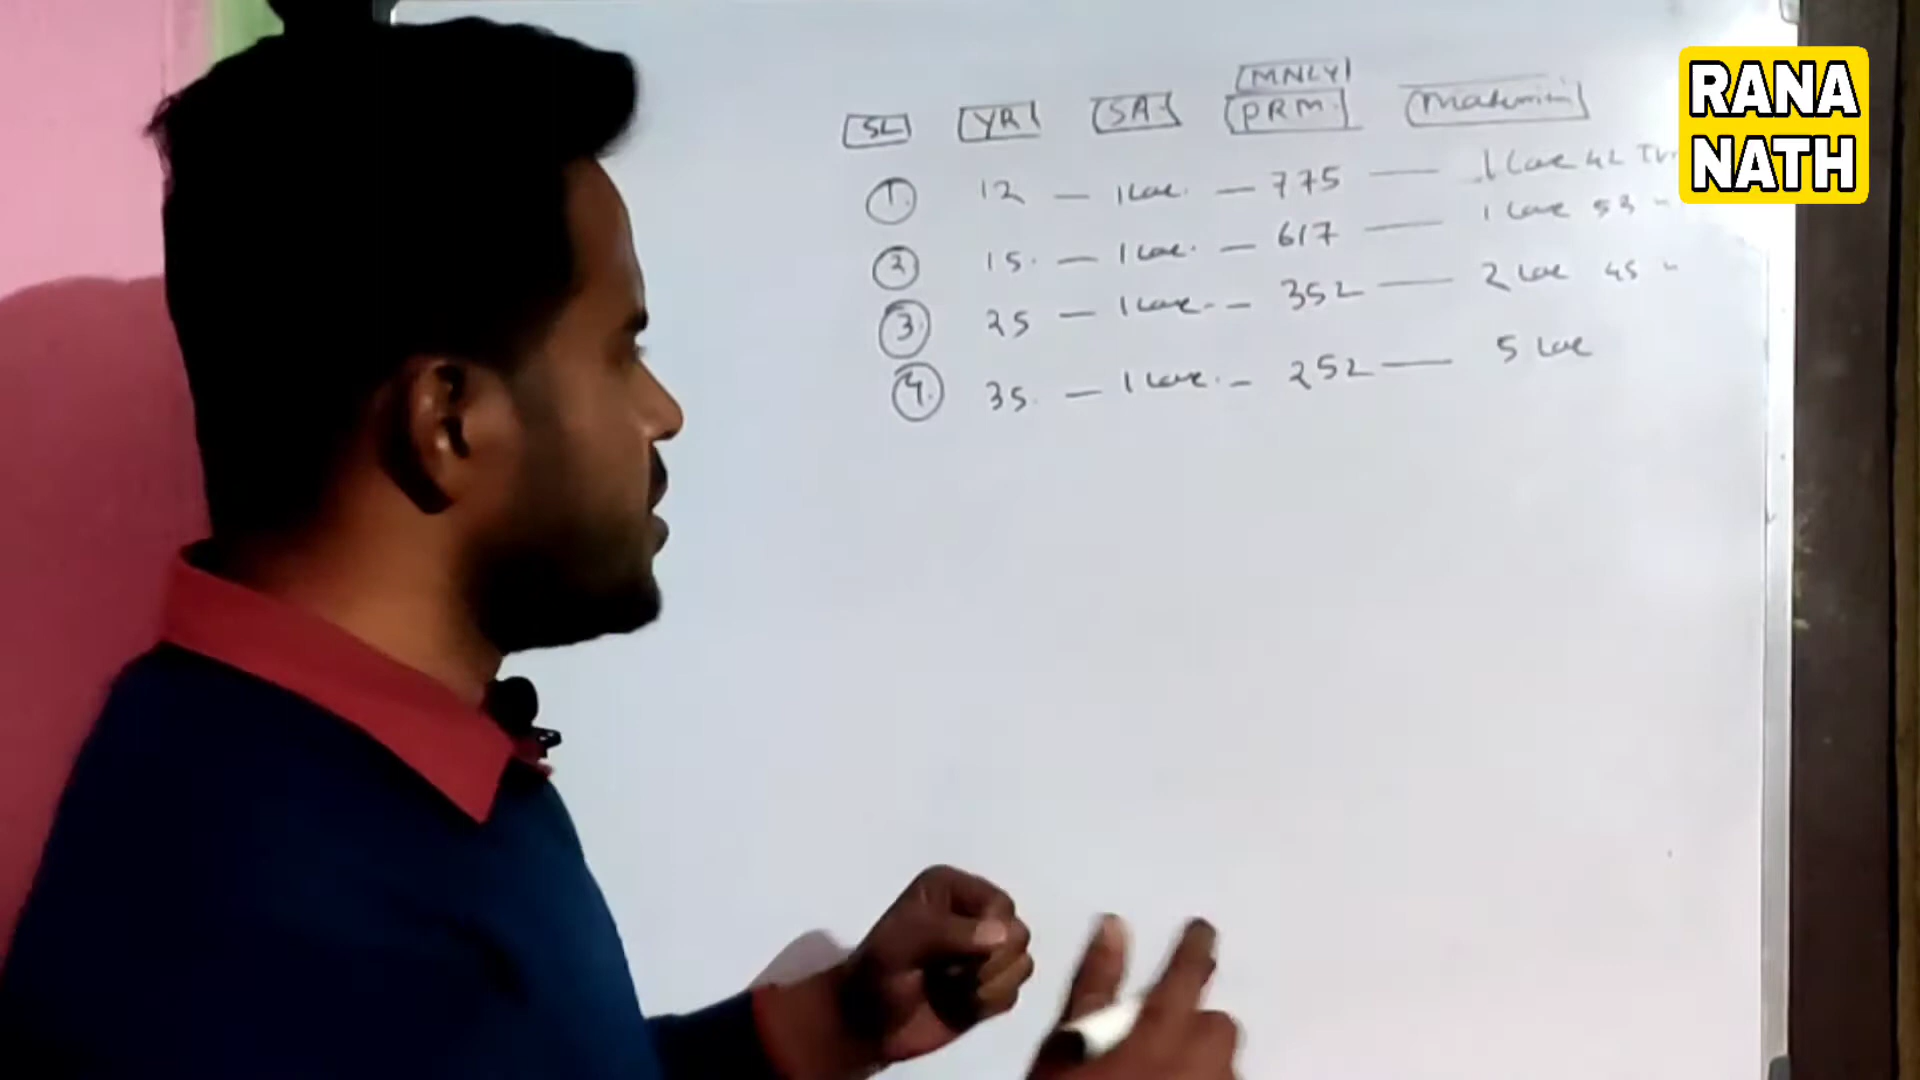 RANA
NATH
MNLY
SL YR SA PRM. Maturity
1. 12 — 1 Lac. — 775 — 1 Lac 42
2 15. — 1 Lac. — 617 — 1 Lac 53 "
3. 25 — 1 Lac. - 352 — 2 Lac 45 "
4. 35. — 1 Lac. - 252 — 5 Lac